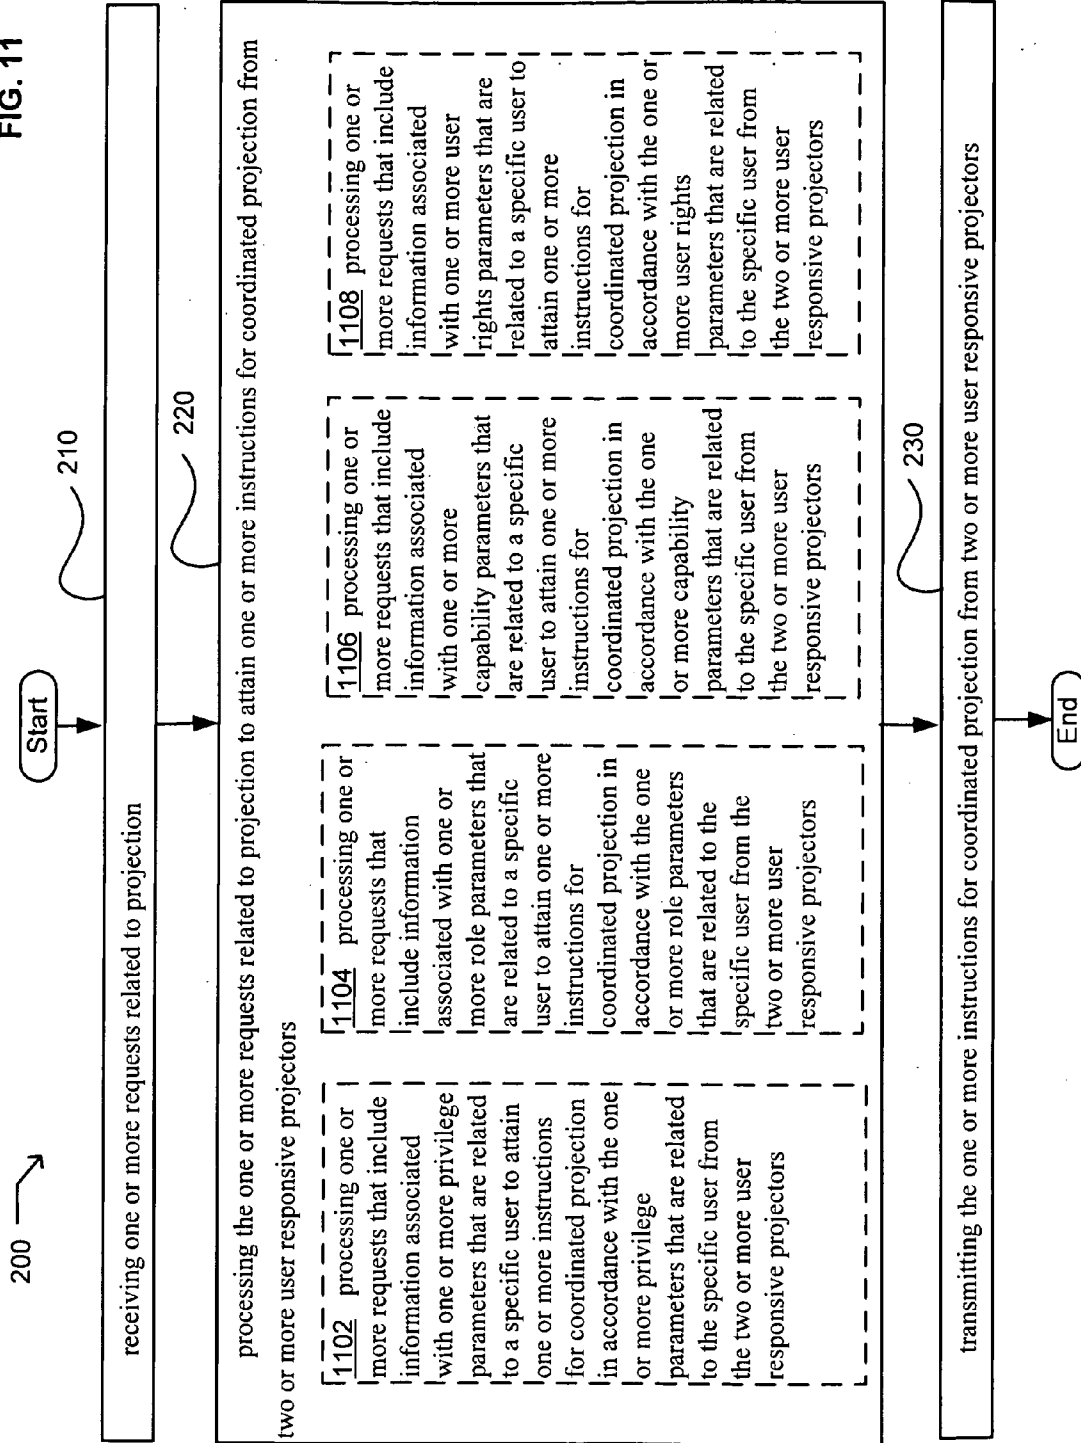 FIG. 11
200
Start
210
receiving one or more requests related to projection
220
processing the one or more requests related to projection to attain one or more instructions for coordinated projection from
two or more user responsive projectors
1102 processing one or
more requests that include
information associated
with one or more privilege
parameters that are related
to a specific user to attain
one or more instructions
for coordinated projection
in accordance with the one
or more privilege
parameters that are related
to the specific user from
the two or more user
responsive projectors
1104 processing one or
more requests that
include information
associated with one or
more role parameters that
are related to a specific
user to attain one or more
instructions for
coordinated projection in
accordance with the one
or more role parameters
that are related to the
specific user from the
two or more user
responsive projectors
1106 processing one or
more requests that include
information associated
with one or more
capability parameters that
are related to a specific
user to attain one or more
instructions for
coordinated projection in
accordance with the one
or more capability
parameters that are related
to the specific user from
the two or more user
responsive projectors
1108 processing one or
more requests that include
information associated
with one or more user
rights parameters that are
related to a specific user to
attain one or more
instructions for
coordinated projection in
accordance with the one or
more user rights
parameters that are related
to the specific user from
the two or more user
responsive projectors
230
transmitting the one or more instructions for coordinated projection from two or more user responsive projectors
End